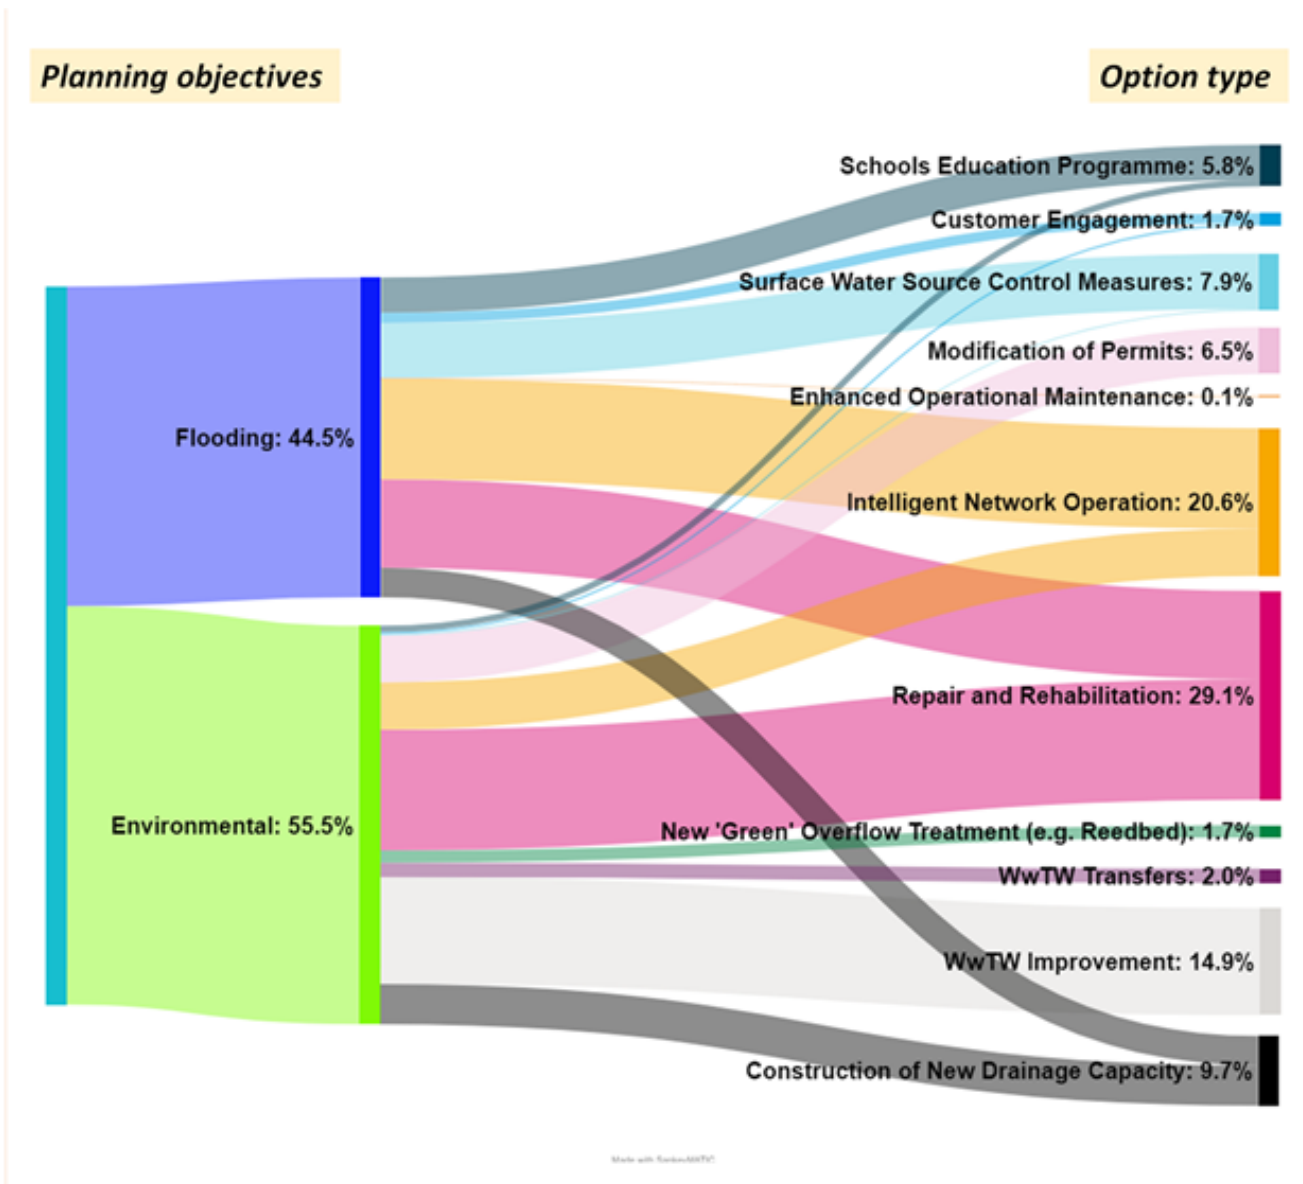 Planning objectives
Option type
Schools Education Programme: 5.8%
Customer Engagement: 1.7%
Surface Water Source Control Measures: 7.9%
Modification of Permits: 6.5%
Enhanced Operational Maintenance: 0.1%
Flooding: 44.5%
Intelligent Network Operation: 20.6%
Repair and Rehabilitation: 29.1%
Environmental: 55.5%
New 'Green' Overflow Treatment (e.g. Reedbed): 1.7%
WwTW Transfers: 2.0%
WwTW Improvement: 14.9%
Construction of New Drainage Capacity: 9.7%
Made with SankeyMATIC